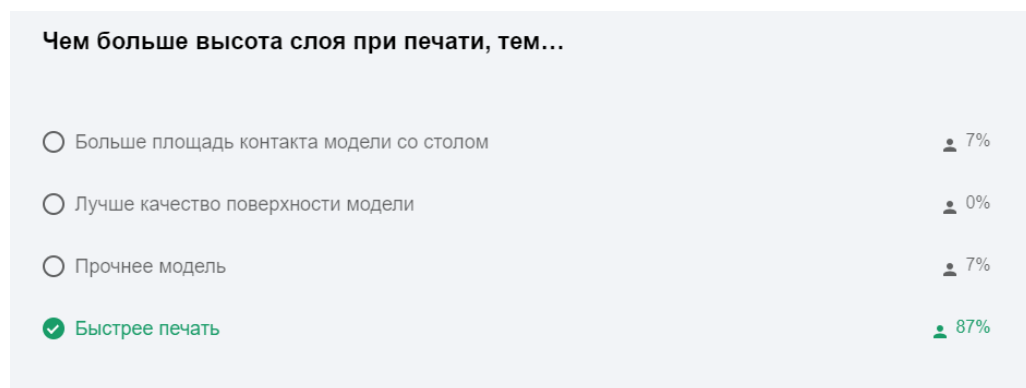 Чем больше высота слоя при печати, тем...
Больше площадь контакта модели со столом 7%
Лучше качество поверхности модели 0%
Прочнее модель 7%
Быстрее печать 87%